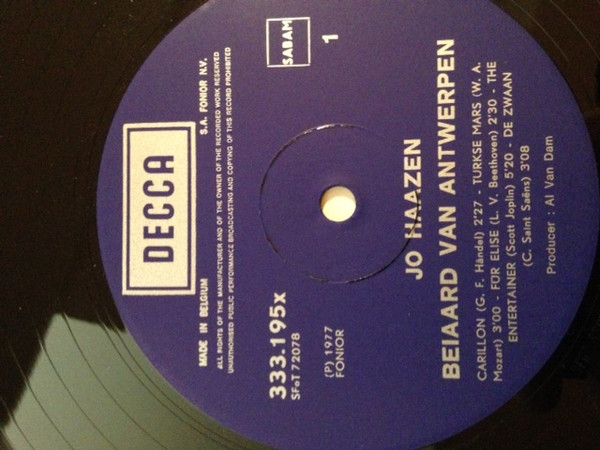 DECCA
MADE IN BELGIUM
S.A. FONIOR N.V.
ALL RIGHTS OF THE MANUFACTURER AND OF THE OWNER OF THE RECORDED WORK RESERVED
UNAUTHORISED PUBLIC PERFORMANCE BROADCASTING AND COPYING OF THIS RECORD PROHIBITED
333.195x
SFeT 72078
SABAM
(P) 1977
FONIOR
1
JO HAAZEN
BEIAARD VAN ANTWERPEN
CARILLON (G. F. Händel) 2'27 - TURKSE MARS (W. A.
Mozart) 3'00 - FOR ELISE (L. V. Beethoven) 2'30 - THE
ENTERTAINER (Scott Joplin) 5'20 - DE ZWAAN
(C. Saint Saëns) 3'08
Producer : Al Van Dam